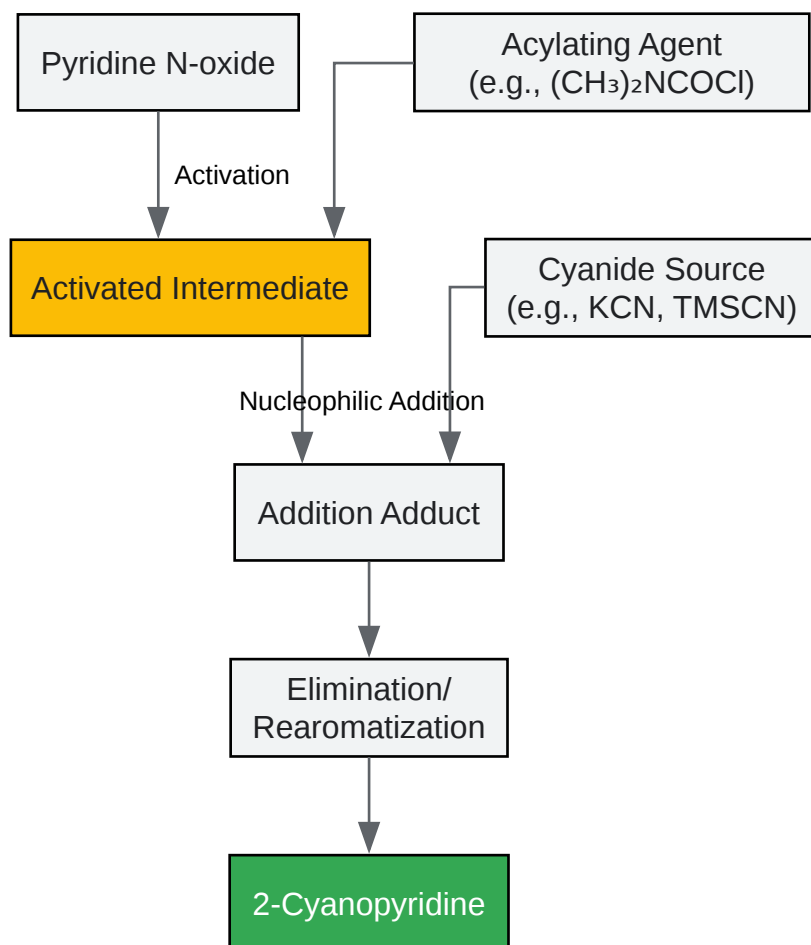 Pyridine N-oxide
Acylating Agent
(e.g., (CH₃)₂NCOCl)
Activation
Activated Intermediate
Cyanide Source
(e.g., KCN, TMSCN)
Nucleophilic Addition
Addition Adduct
Elimination/
Rearomatization
2-Cyanopyridine